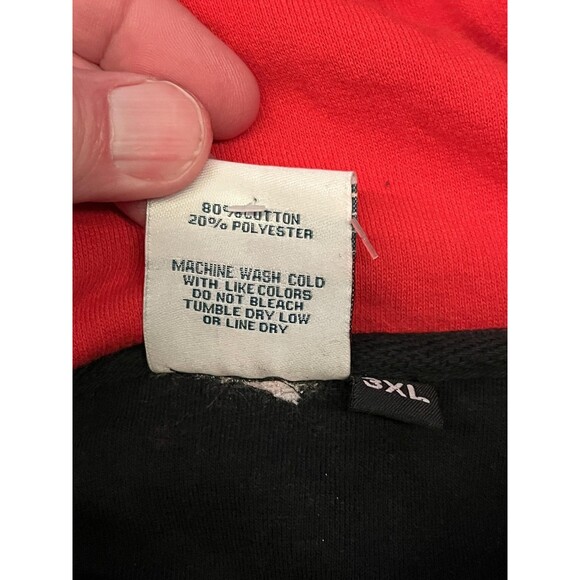 80% COTTON
20% POLYESTER
MACHINE WASH COLD
WITH LIKE COLORS
DO NOT BLEACH
TUMBLE DRY LOW
OR LINE DRY
3XL